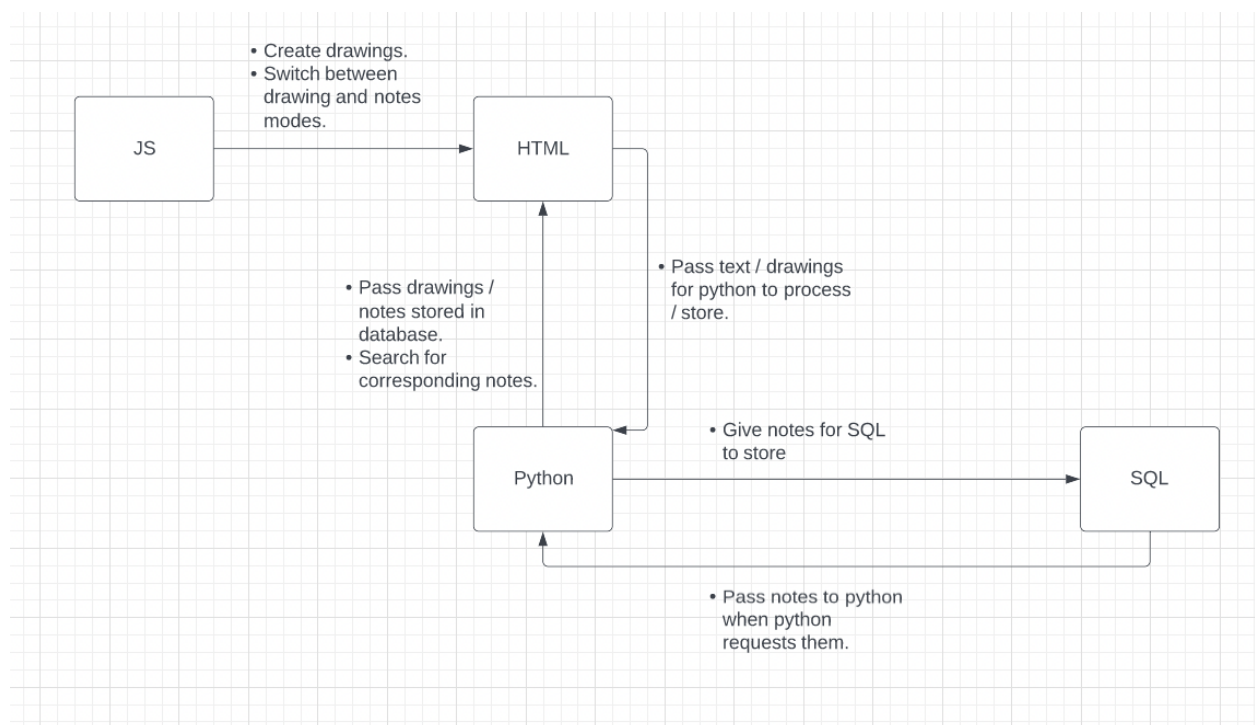 • Create drawings.
• Switch between
drawing and notes
modes.
JS
HTML
• Pass text / drawings
for python to process
/ store.
• Pass drawings /
notes stored in
database.
• Search for
corresponding notes.
• Give notes for SQL
to store
Python
SQL
• Pass notes to python
when python
requests them.